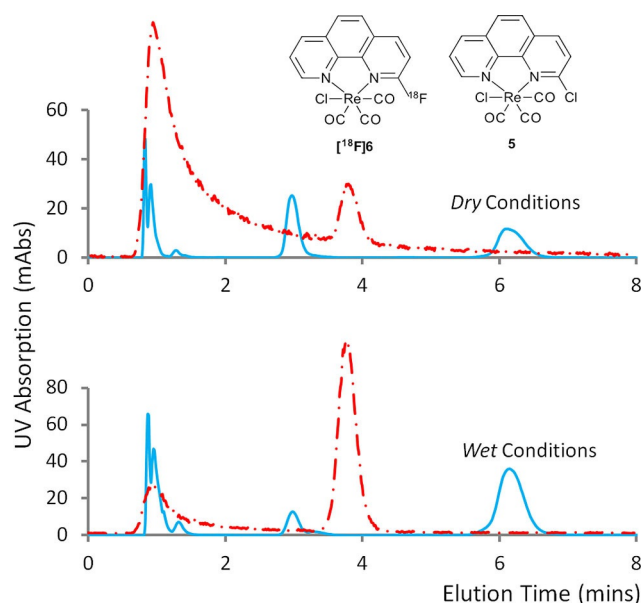 N N
Cl Re CO ¹⁸F
OC CO
[¹⁸F]6
N N
Cl Re CO Cl
OC CO
5
Dry Conditions
60
40
20
0
0 2 4 6 8
Wet Conditions
80
60
40
20
0
0 2 4 6 8
UV Absorption (mAbs)
Elution Time (mins)